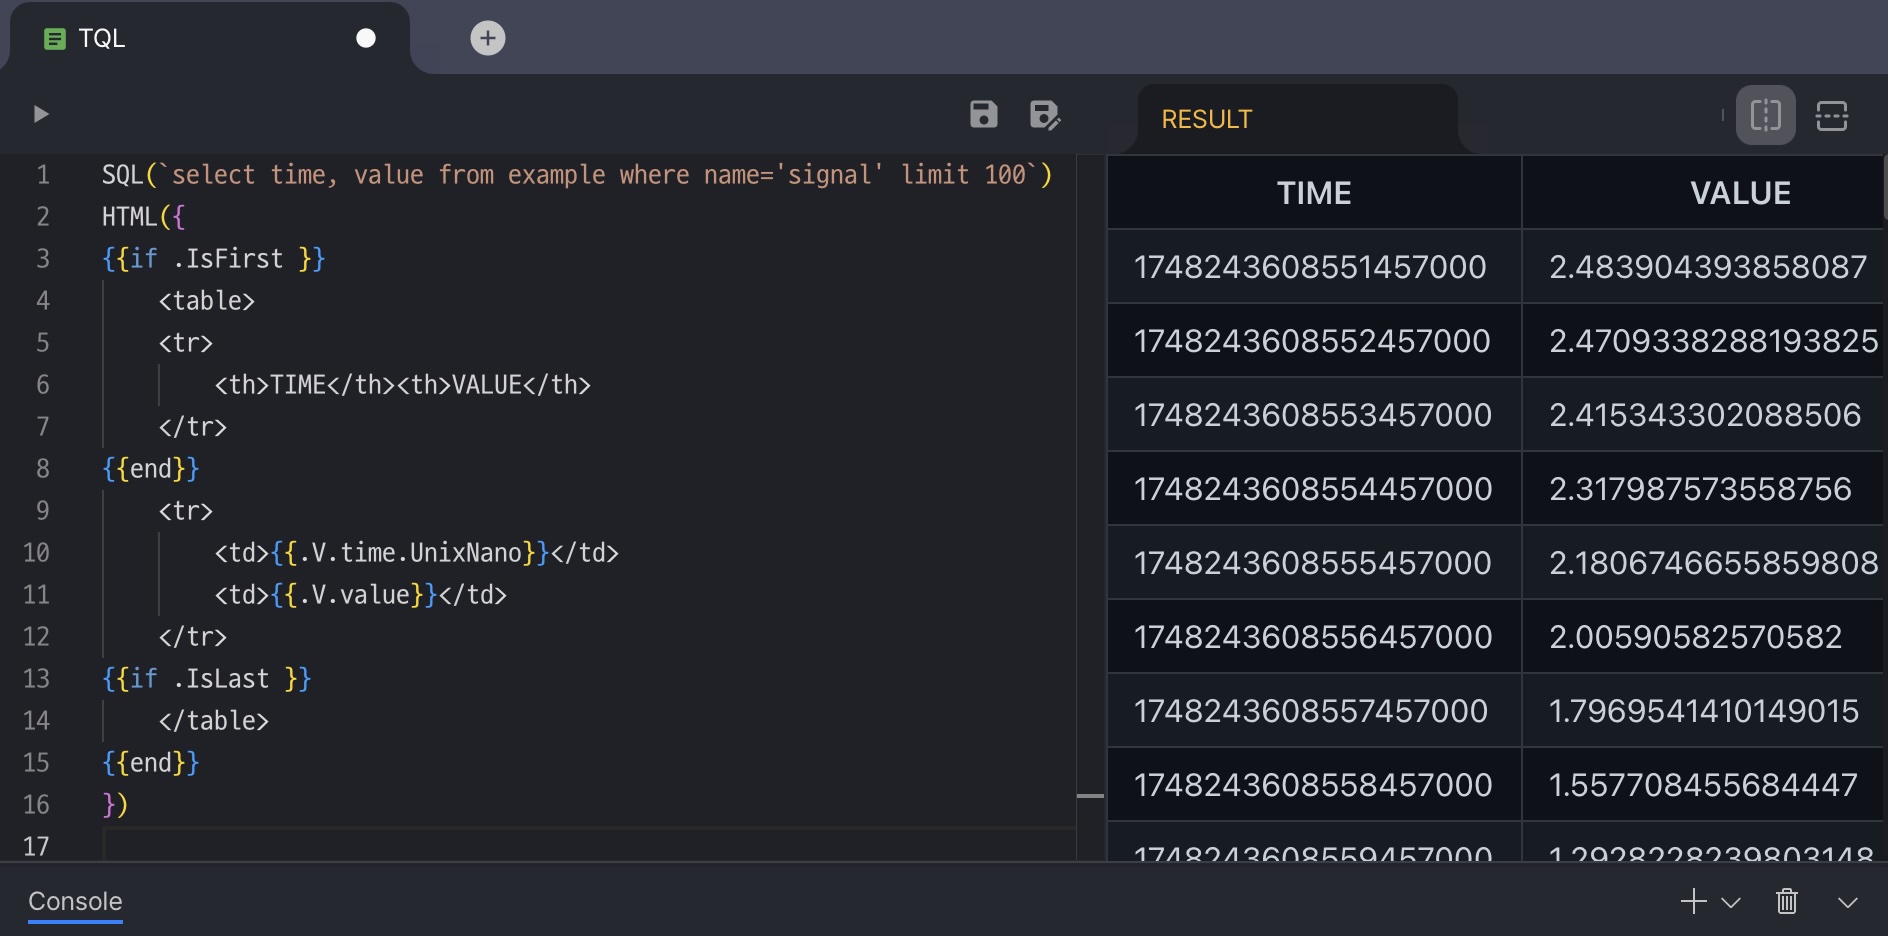 TQL
RESULT
1 SQL(`select time, value from example where name='signal' limit 100`)
2 HTML({
3 {{if .IsFirst }}
4     <table>
5     <tr>
6         <th>TIME</th><th>VALUE</th>
7     </tr>
8 {{end}}
9     <tr>
10         <td>{{.V.time.UnixNano}}</td>
11         <td>{{.V.value}}</td>
12     </tr>
13 {{if .IsLast }}
14     </table>
15 {{end}}
16 })
17
TIME VALUE
1748243608551457000 2.483904393858087
1748243608552457000 2.4709338288193825
1748243608553457000 2.415343302088506
1748243608554457000 2.317987573558756
1748243608555457000 2.1806746655859808
1748243608556457000 2.00590582570582
1748243608557457000 1.7969541410149015
1748243608558457000 1.557708455684447
1748243608559457000 1.2928228239803148
Console